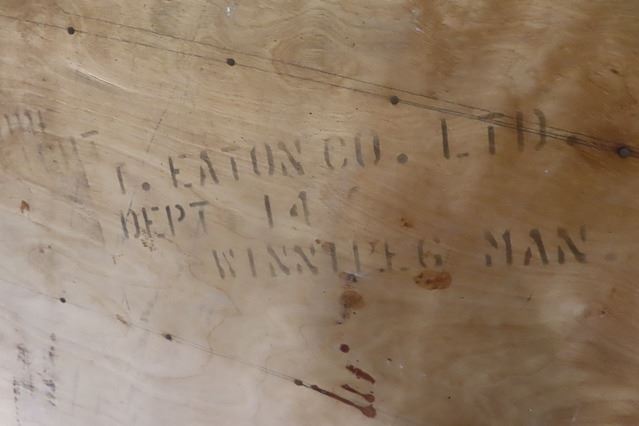 T. EATON CO. LTD.
DEPT 14
WINNIPEG MAN.